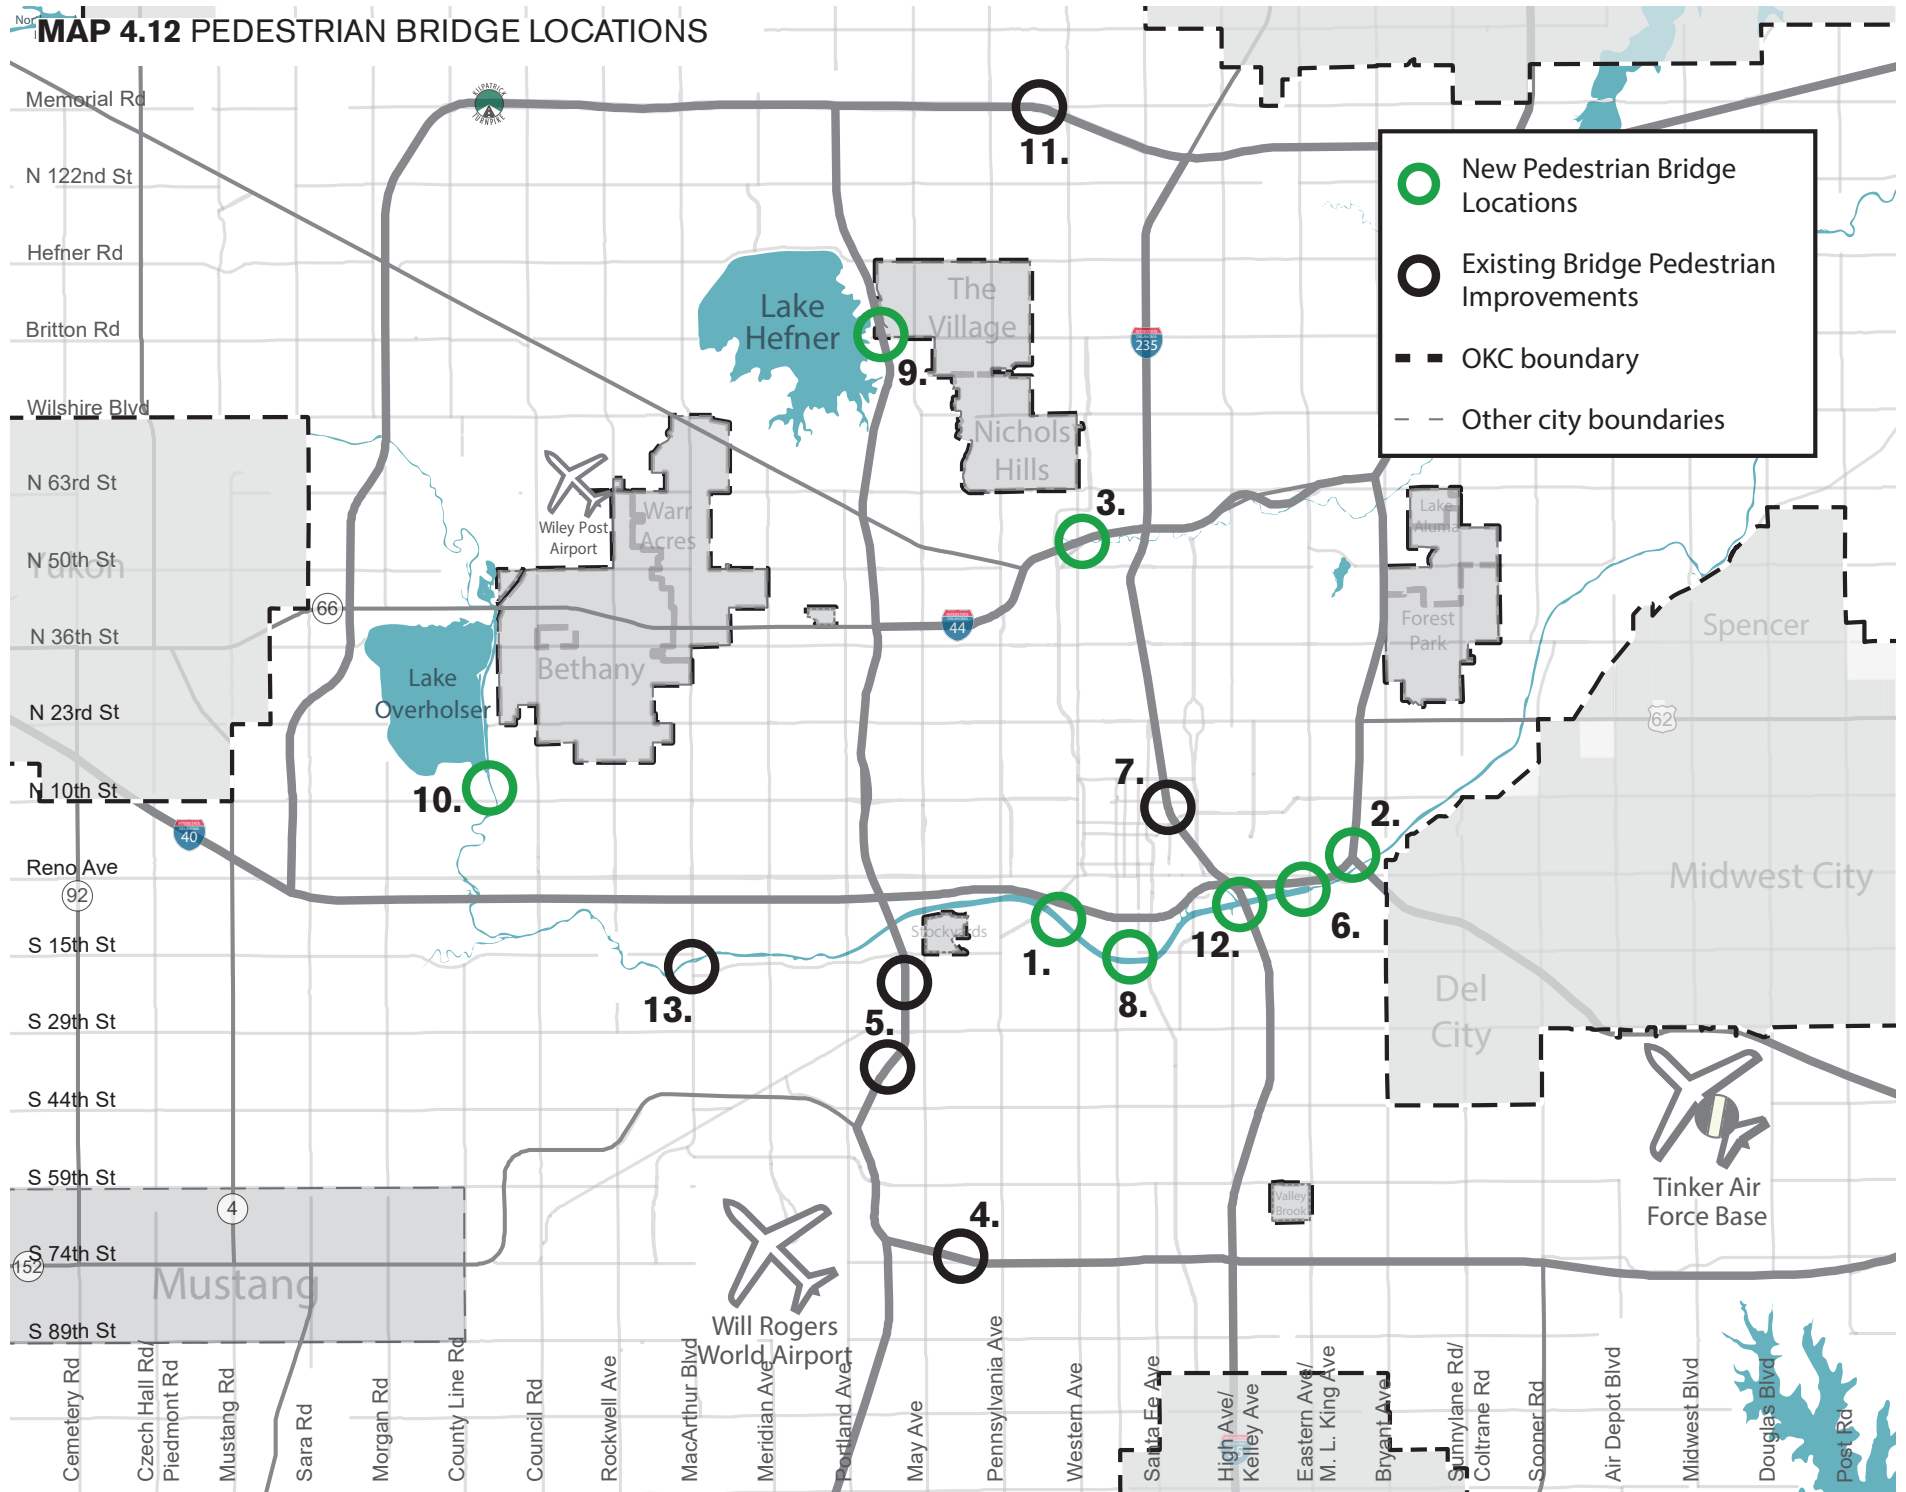 MAP 4.12 PEDESTRIAN BRIDGE LOCATIONS
Nor
Memorial Rd
N 122nd St
Hefner Rd
Britton Rd
Wilshire Blvd
N 63rd St
N 50th St
N 36th St
N 23rd St
N 10th St
Reno Ave
S 15th St
S 29th St
S 44th St
S 59th St
S 74th St
S 89th St
New Pedestrian Bridge
Locations
Existing Bridge Pedestrian
Improvements
OKC boundary
Other city boundaries
KILPATRICK
TURNPIKE
11.
Lake
Hefner
The
Village
9.
235
Nichols
Hills
3.
Wiley Post
Airport
Warr
Acres
Lake
Aluma
Yukon
66
44
Forest
Park
Spencer
Bethany
Lake
Overholser
62
10.
7.
2.
40
92
Midwest City
Stockyards
1.
12.
6.
8.
13.
5.
Del
City
4
Valley
Brook
Tinker Air
Force Base
4.
152
Mustang
Will Rogers
World Airport
Cemetery Rd
Czech Hall Rd/
Piedmont Rd
Mustang Rd
Sara Rd
Morgan Rd
County Line Rd
Council Rd
Rockwell Ave
MacArthur Blvd
Meridian Ave
Portland Ave
May Ave
Pennsylvania Ave
Western Ave
Santa Fe Ave
High Ave/
Kelley Ave
Eastern Ave/
M. L. King Ave
Bryant Ave
Sunnylane Rd/
Coltrane Rd
Sooner Rd
Air Depot Blvd
Midwest Blvd
Douglas Blvd
Post Rd